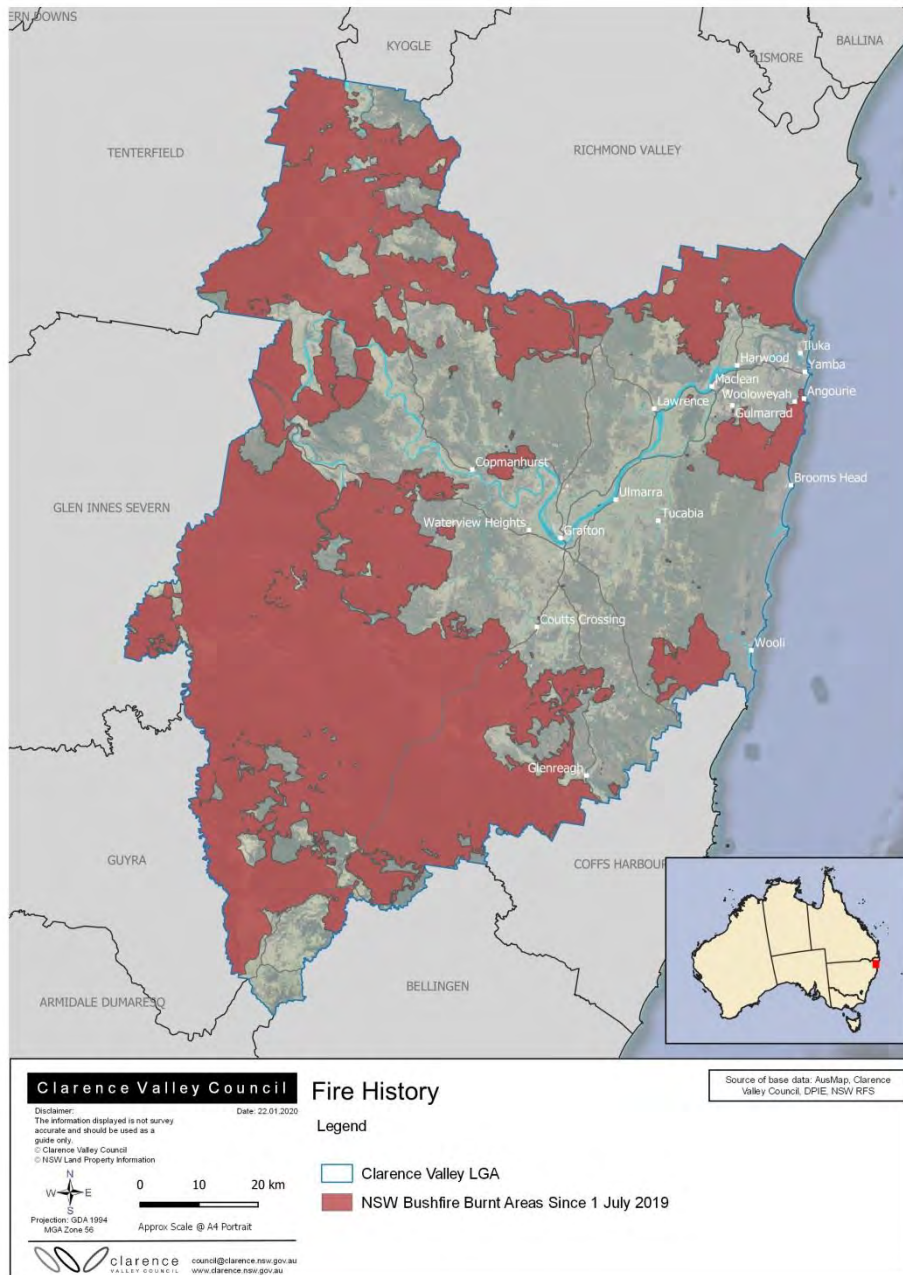 ERN DOWNS
KYOGLE
BALLINA
LISMORE
TENTERFIELD
RICHMOND VALLEY
Iluka
Harwood
Yamba
Maclean
Wooloweyah
Angourie
Lawrence
Gulmarrad
Copmanhurst
Brooms Head
GLEN INNES SEVERN
Ulmarra
Waterview Heights
Tucabia
Grafton
Coutts Crossing
Wooli
Glenreagh
GUYRA
COFFS HARBOUR
BELLINGEN
ARMIDALE DUMARESQ
Clarence Valley Council
Disclaimer:
Date: 22.01.2020
The information displayed is not survey
accurate and should be used as a
guide only.
© Clarence Valley Council
© NSW Land Property Information
N
W E
S
Projection: GDA 1994
MGA Zone 56
0 10 20 km
Approx Scale @ A4 Portrait
clarence
VALLEY COUNCIL
council@clarence.nsw.gov.au
www.clarence.nsw.gov.au
Fire History
Legend
Clarence Valley LGA
NSW Bushfire Burnt Areas Since 1 July 2019
Source of base data: AusMap, Clarence
Valley Council, DPIE, NSW RFS